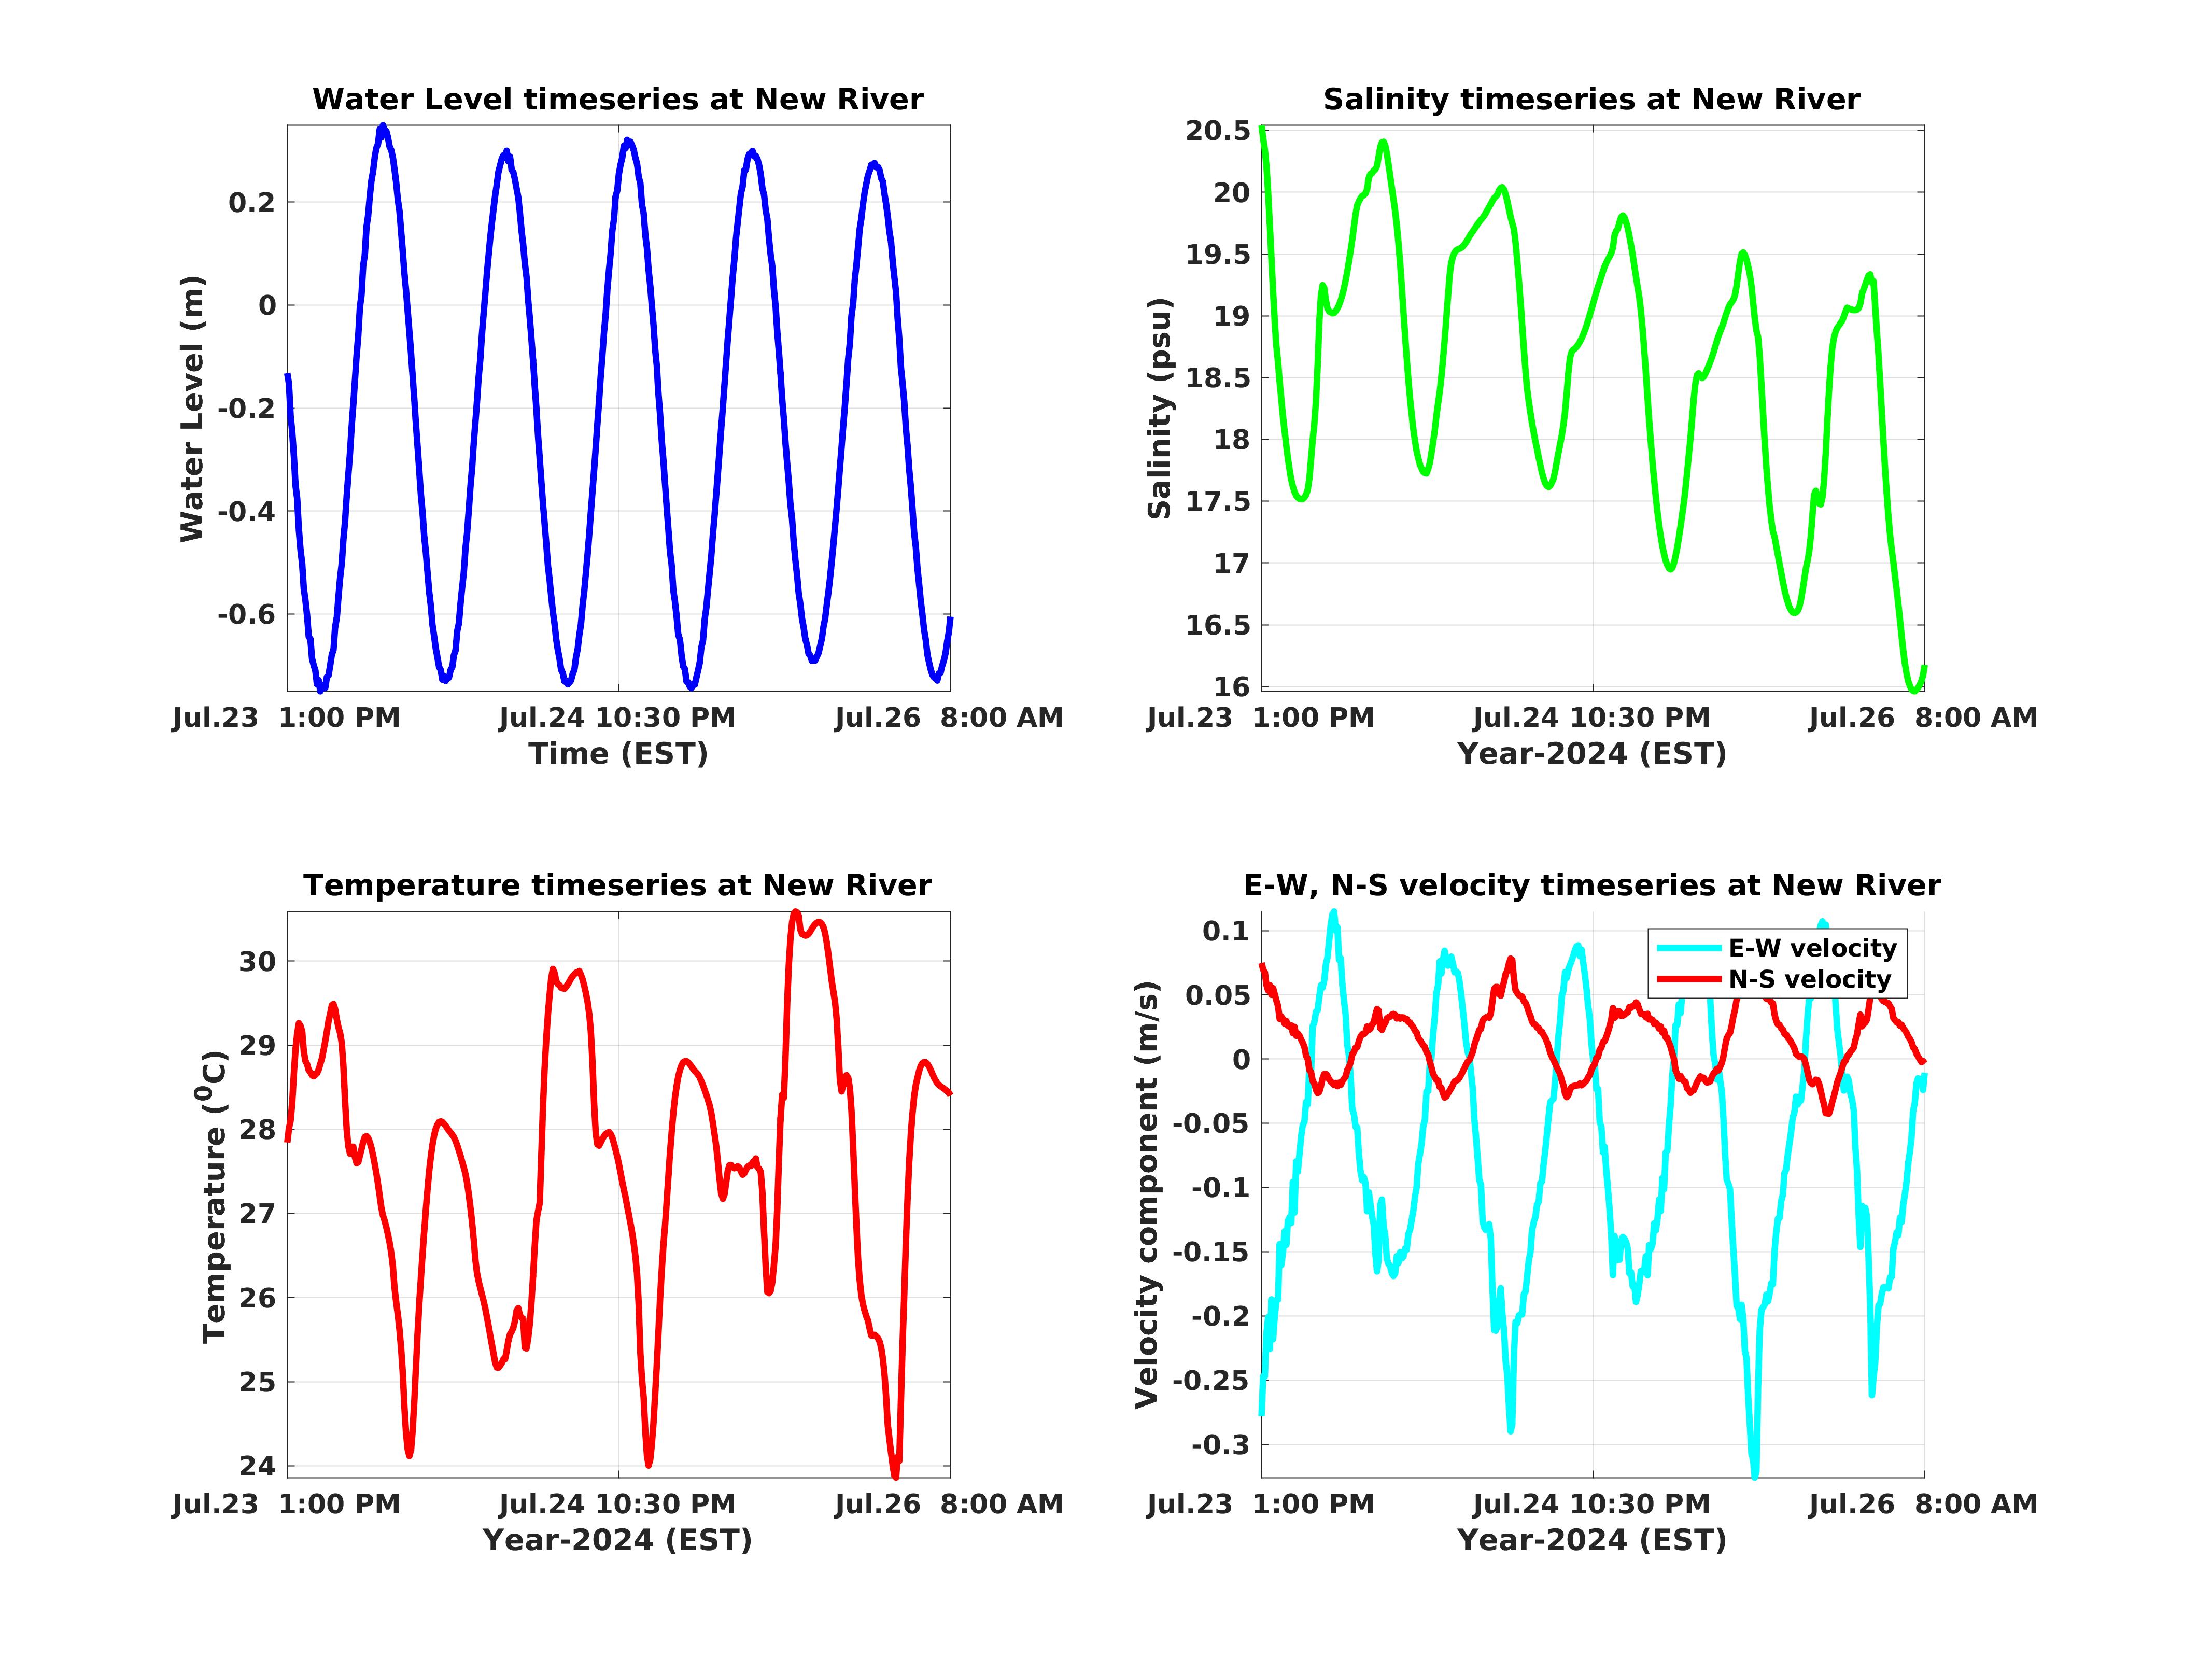 Water Level timeseries at New River
Water Level (m)
0.2
0
-0.2
-0.4
-0.6
Jul.23  1:00 PM
Jul.24 10:30 PM
Jul.26  8:00 AM
Time (EST)
Salinity timeseries at New River
Salinity (psu)
20.5
20
19.5
19
18.5
18
17.5
17
16.5
16
Jul.23  1:00 PM
Jul.24 10:30 PM
Jul.26  8:00 AM
Year-2024 (EST)
Temperature timeseries at New River
Temperature (⁰C)
30
29
28
27
26
25
24
Jul.23  1:00 PM
Jul.24 10:30 PM
Jul.26  8:00 AM
Year-2024 (EST)
E-W, N-S velocity timeseries at New River
Velocity component (m/s)
0.1
0.05
0
-0.05
-0.1
-0.15
-0.2
-0.25
-0.3
E-W velocity
N-S velocity
Jul.23  1:00 PM
Jul.24 10:30 PM
Jul.26  8:00 AM
Year-2024 (EST)